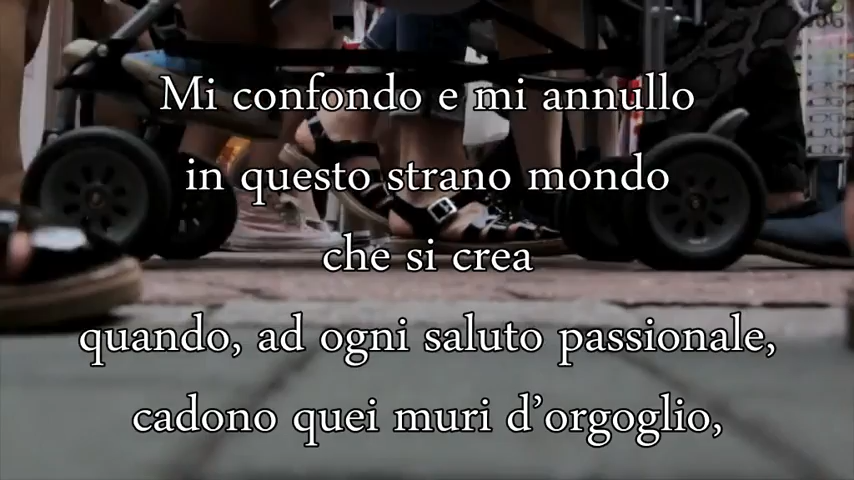 Mi confondo e mi annullo
in questo strano mondo
che si crea
quando, ad ogni saluto passionale,
cadono quei muri d'orgoglio,